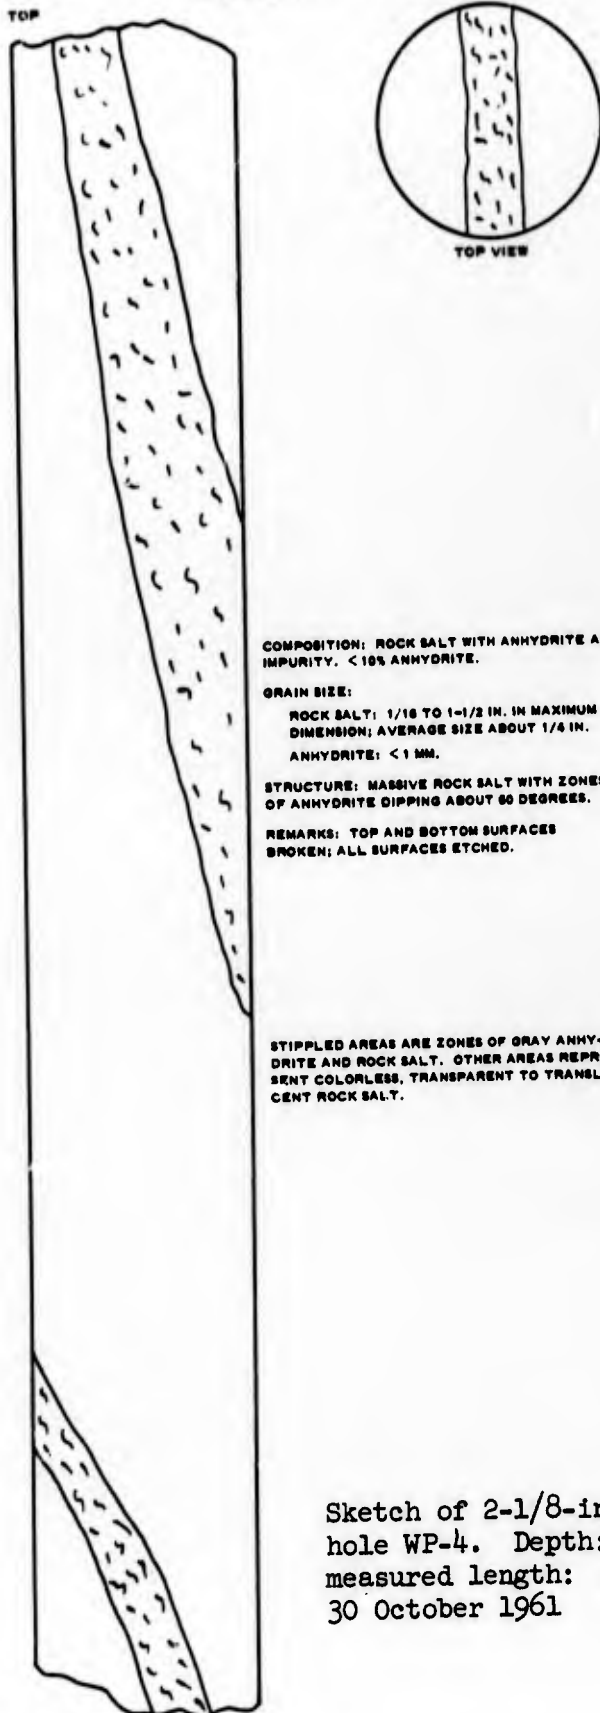 TOP
TOP VIEW
COMPOSITION: ROCK SALT WITH ANHYDRITE A
IMPURITY. < 10% ANHYDRITE.
GRAIN SIZE:
ROCK SALT: 1/16 TO 1-1/2 IN. IN MAXIMUM
DIMENSION; AVERAGE SIZE ABOUT 1/4 IN.
ANHYDRITE: < 1 MM.
STRUCTURE: MASSIVE ROCK SALT WITH ZONES
OF ANHYDRITE DIPPING ABOUT 60 DEGREES.
REMARKS: TOP AND BOTTOM SURFACES
BROKEN; ALL SURFACES ETCHED.
STIPPLED AREAS ARE ZONES OF GRAY ANHY-
DRITE AND ROCK SALT. OTHER AREAS REPR
SENT COLORLESS, TRANSPARENT TO TRANSL
CENT ROCK SALT.
Sketch of 2-1/8-in
hole WP-4. Depth:
measured length:
30 October 1961